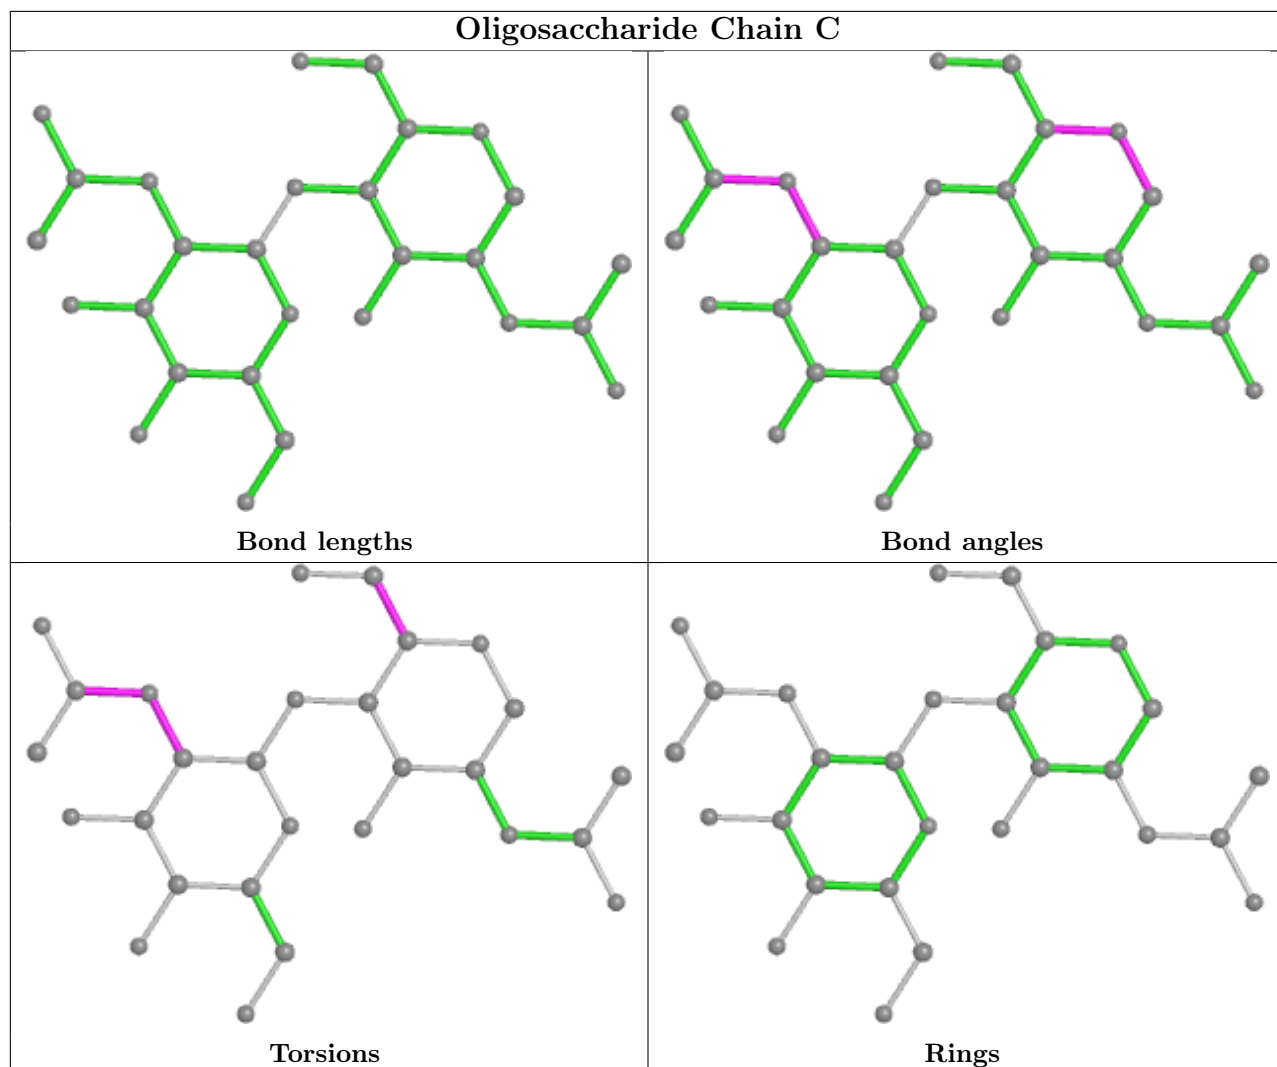 Oligosaccharide Chain C
Bond lengths
Bond angles
Torsions
Rings